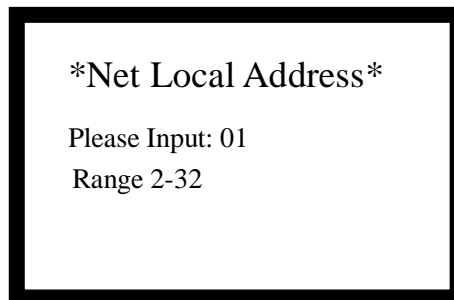 *Net Local Address*
Please Input: 01
Range 2-32